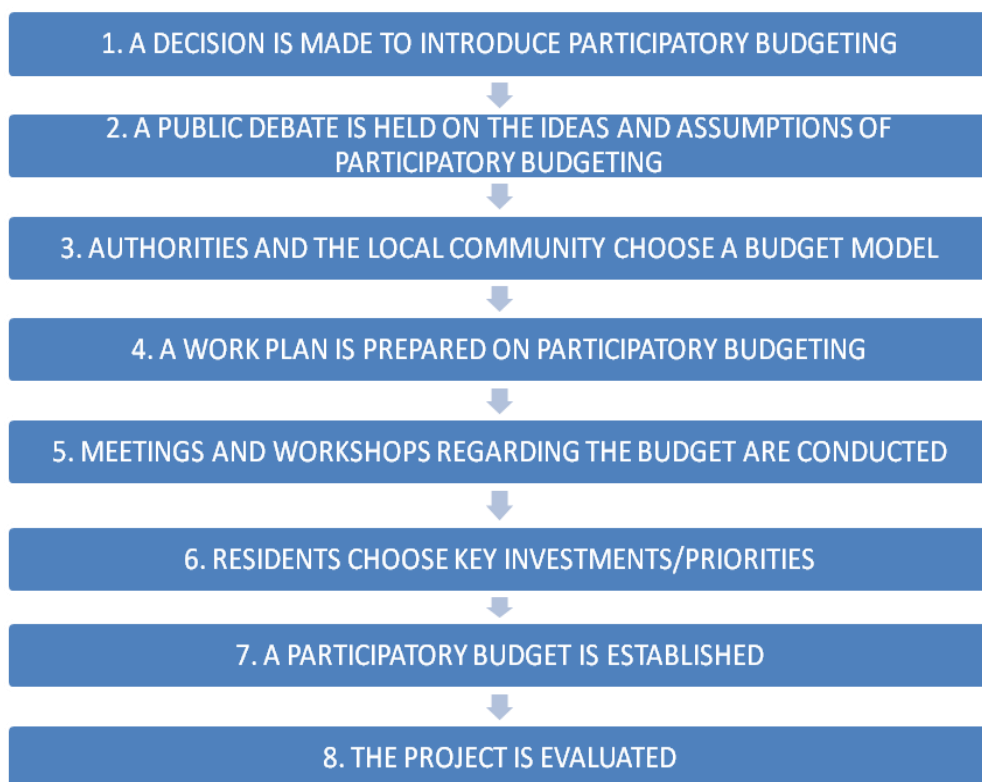 1. A DECISION IS MADE TO INTRODUCE PARTICIPATORY BUDGETING
2. A PUBLIC DEBATE IS HELD ON THE IDEAS AND ASSUMPTIONS OF
PARTICIPATORY BUDGETING
3. AUTHORITIES AND THE LOCAL COMMUNITY CHOOSE A BUDGET MODEL
4. A WORK PLAN IS PREPARED ON PARTICIPATORY BUDGETING
5. MEETINGS AND WORKSHOPS REGARDING THE BUDGET ARE CONDUCTED
6. RESIDENTS CHOOSE KEY INVESTMENTS/PRIORITIES
7. A PARTICIPATORY BUDGET IS ESTABLISHED
8. THE PROJECT IS EVALUATED